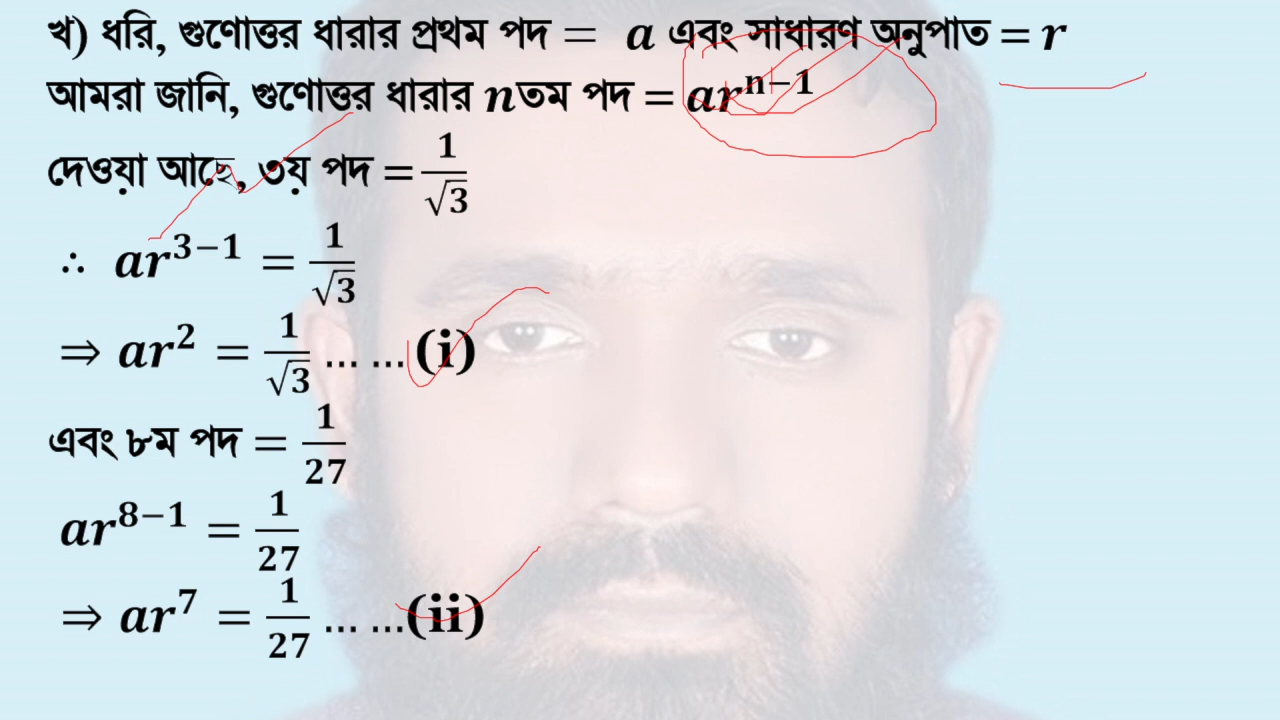 খ) ধরি, গুণোত্তর ধারার প্রথম পদ = a এবং সাধারণ অনুপাত = r
আমরা জানি, গুণোত্তর ধারার nতম পদ = ar^{n−1}
দেওয়া আছে, ৩য় পদ = 1/√3
∴ ar^{3−1} = 1/√3
⇒ ar^2 = 1/√3 ... ... (i)
এবং ৮ম পদ = 1/27
ar^{8−1} = 1/27
⇒ ar^7 = 1/27 ... ...(ii)